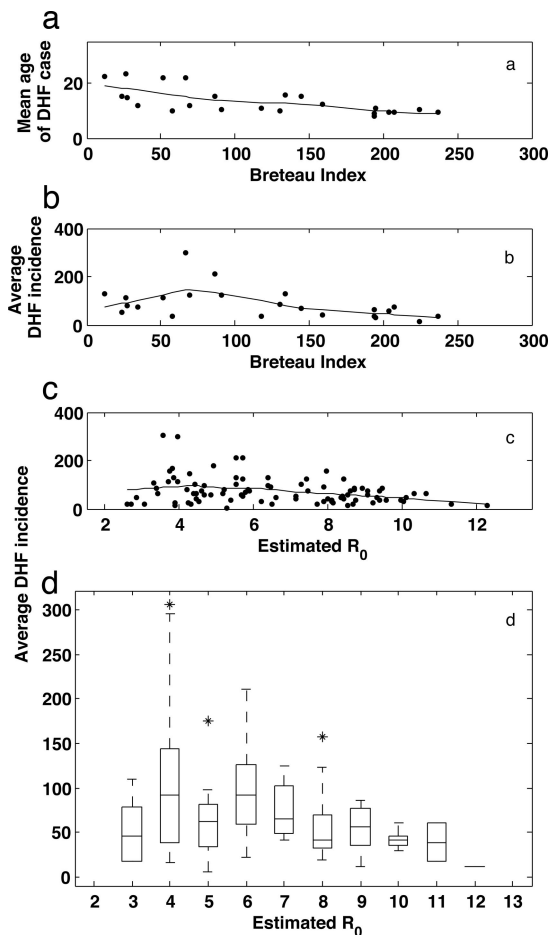 a
Mean age
of DHF case
20
0
a
0 50 100 150 200 250 300
Breteau Index
b
Average
DHF incidence
400
200
0
b
0 50 100 150 200 250 300
Breteau Index
c
400
200
0
c
2 4 6 8 10 12
Estimated R0
Average DHF incidence
d
300
250
200
150
100
50
0
d
2 3 4 5 6 7 8 9 10 11 12 13
Estimated R0